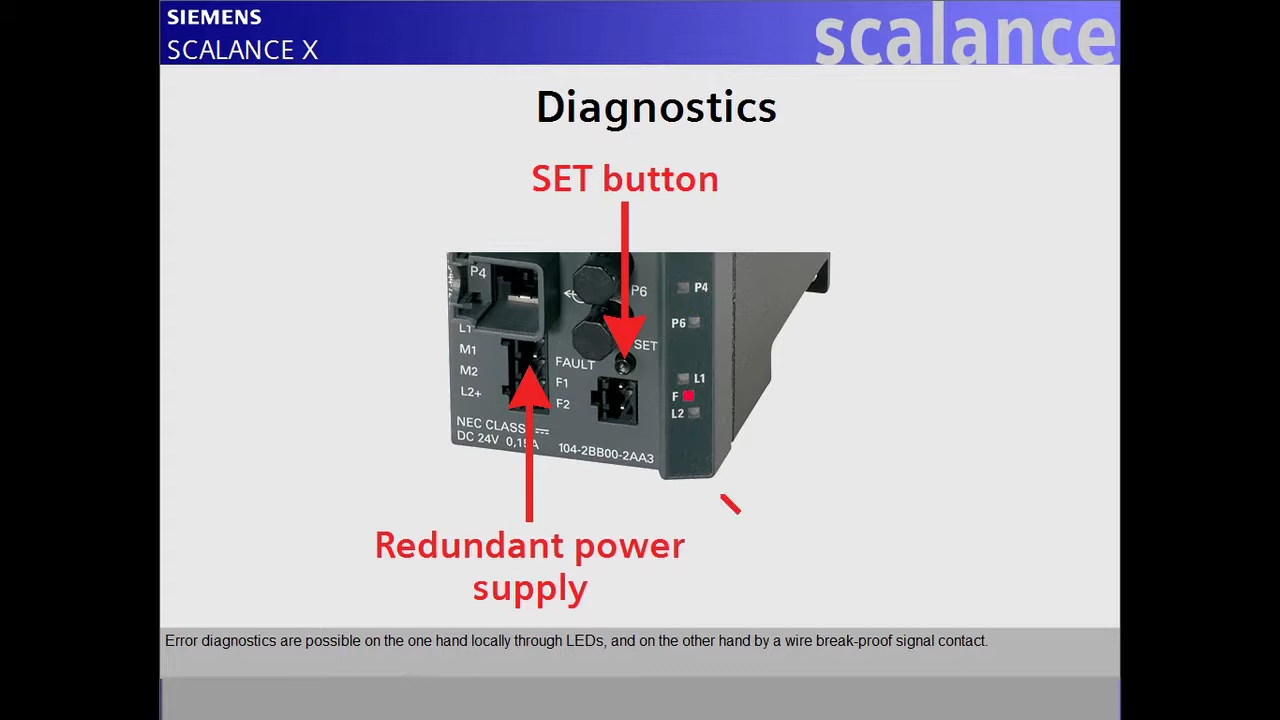 SIEMENS
SCALANCE X
scalance
Diagnostics
SET button
P4
P6
P4
P6
L1
SET
M1
FAULT
L1
M2
F1
F
L2+
F2
L2
NEC CLASS
DC 24V 0,15A
104-2BB00-2AA3
Redundant power
supply
Error diagnostics are possible on the one hand locally through LEDs, and on the other hand by a wire break-proof signal contact.